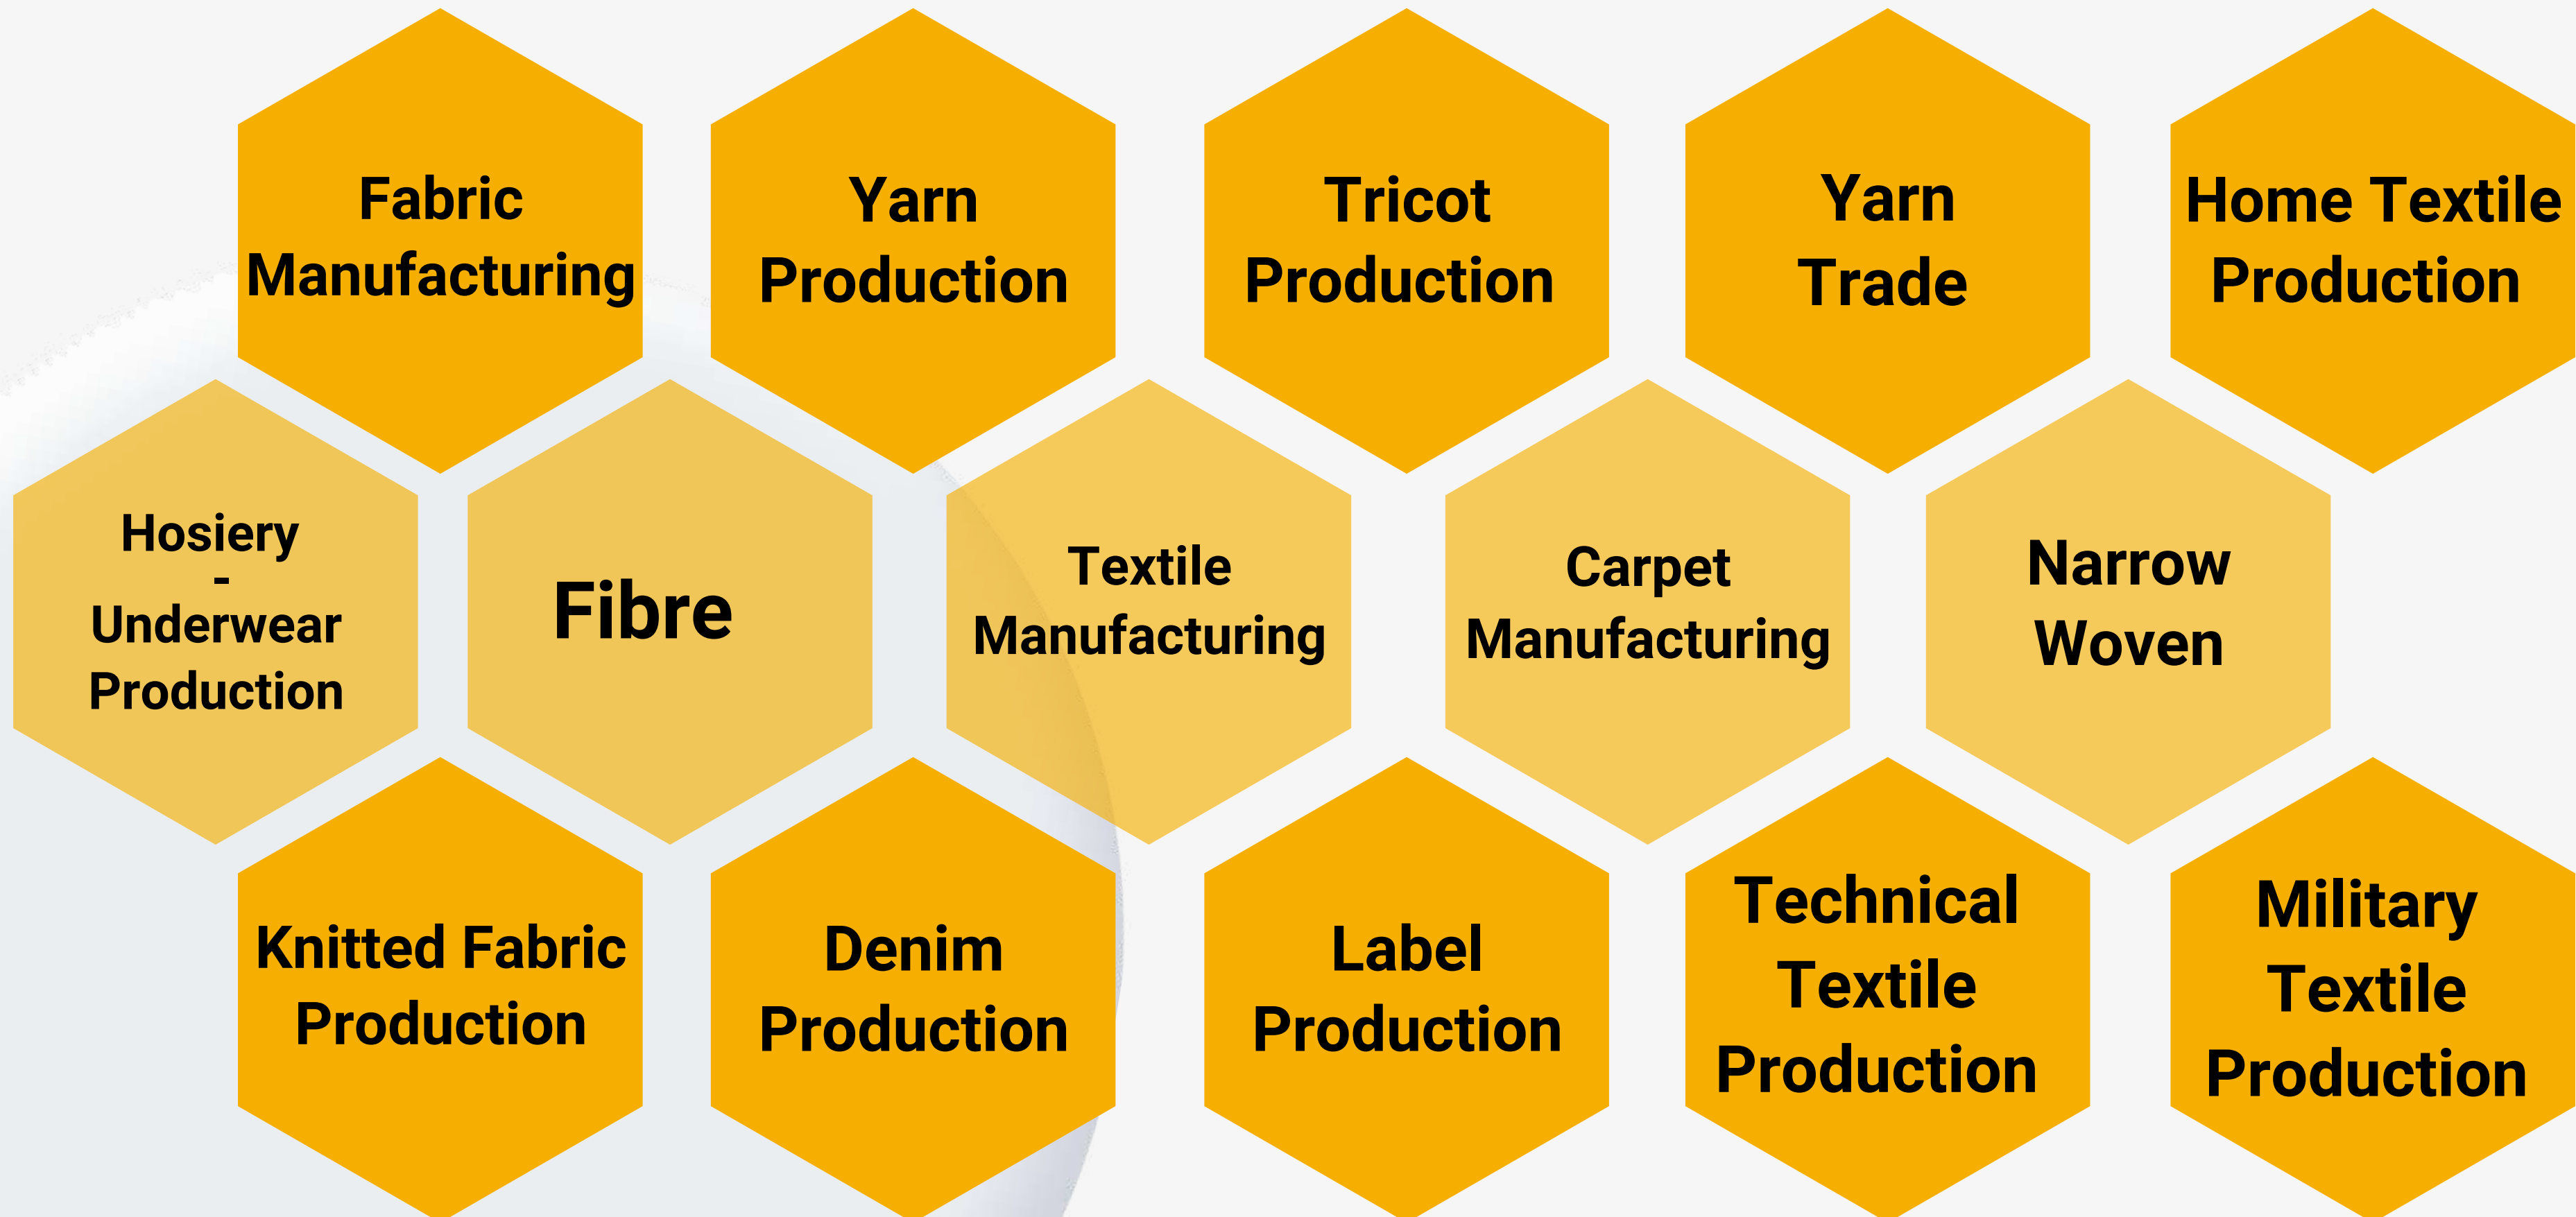 Fabric
Manufacturing
Yarn
Production
Tricot
Production
Yarn
Trade
Home Textile
Production
Hosiery
-
Underwear
Production
Fibre
Textile
Manufacturing
Carpet
Manufacturing
Narrow
Woven
Knitted Fabric
Production
Denim
Production
Label
Production
Technical
Textile
Production
Military
Textile
Production